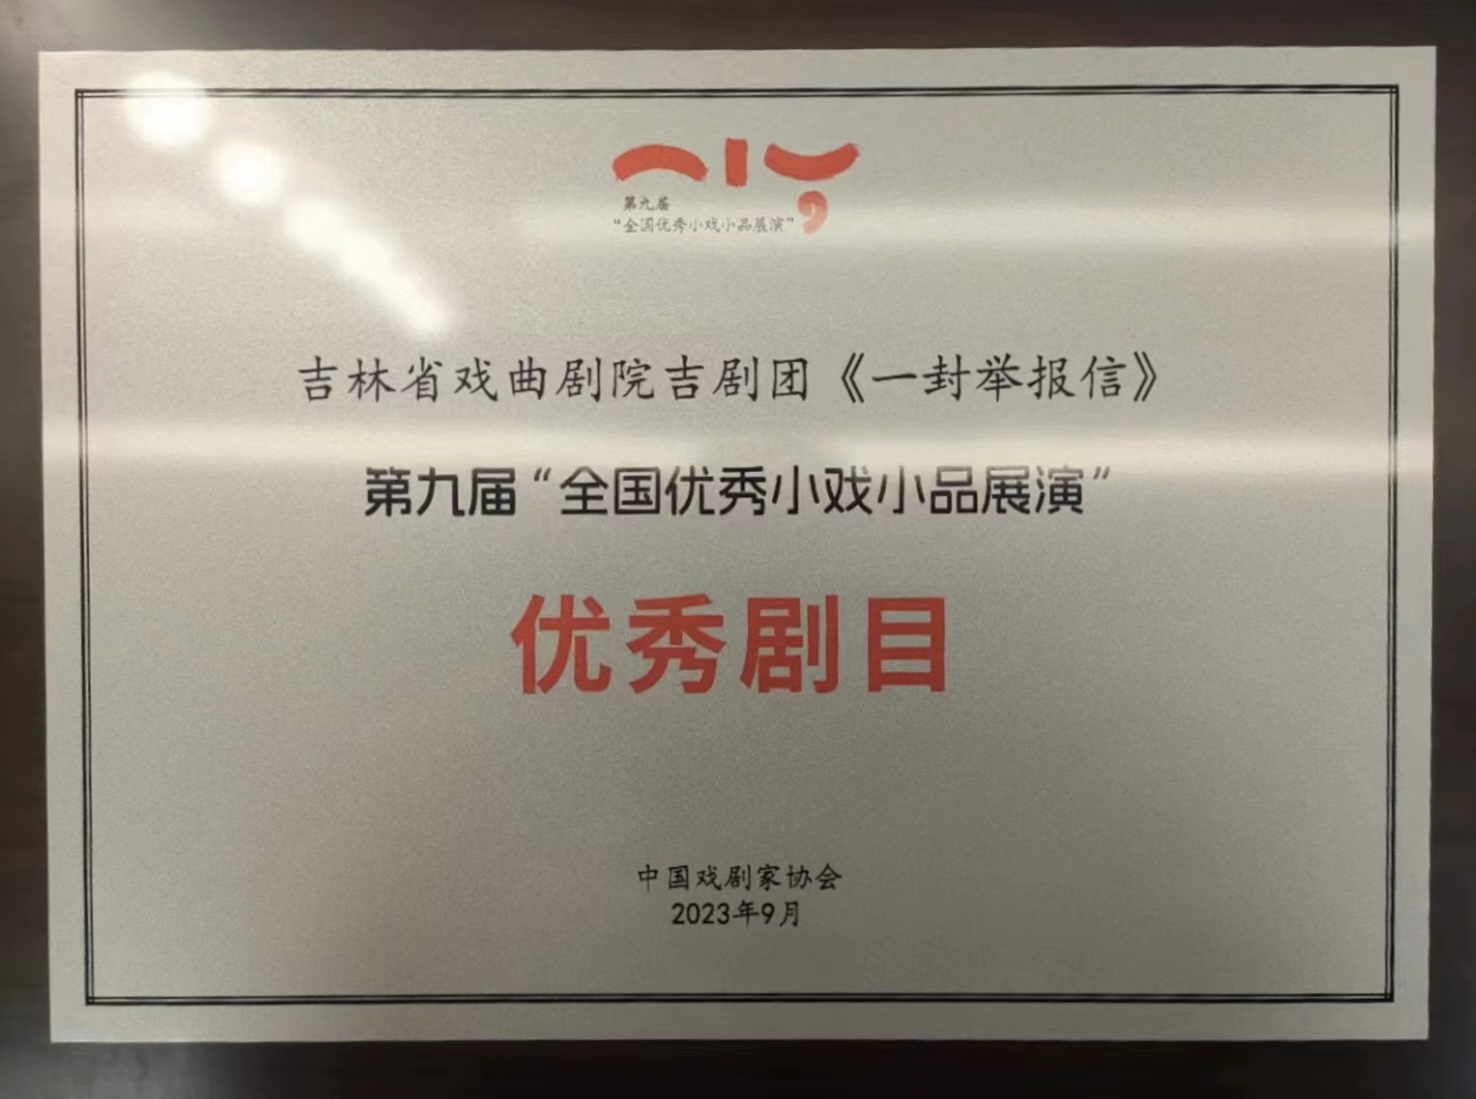 第九届
“全国优秀小戏小品展演”
吉林省戏曲剧院吉剧团《一封举报信》
第九届“全国优秀小戏小品展演”
优秀剧目
中国戏剧家协会
2023年9月